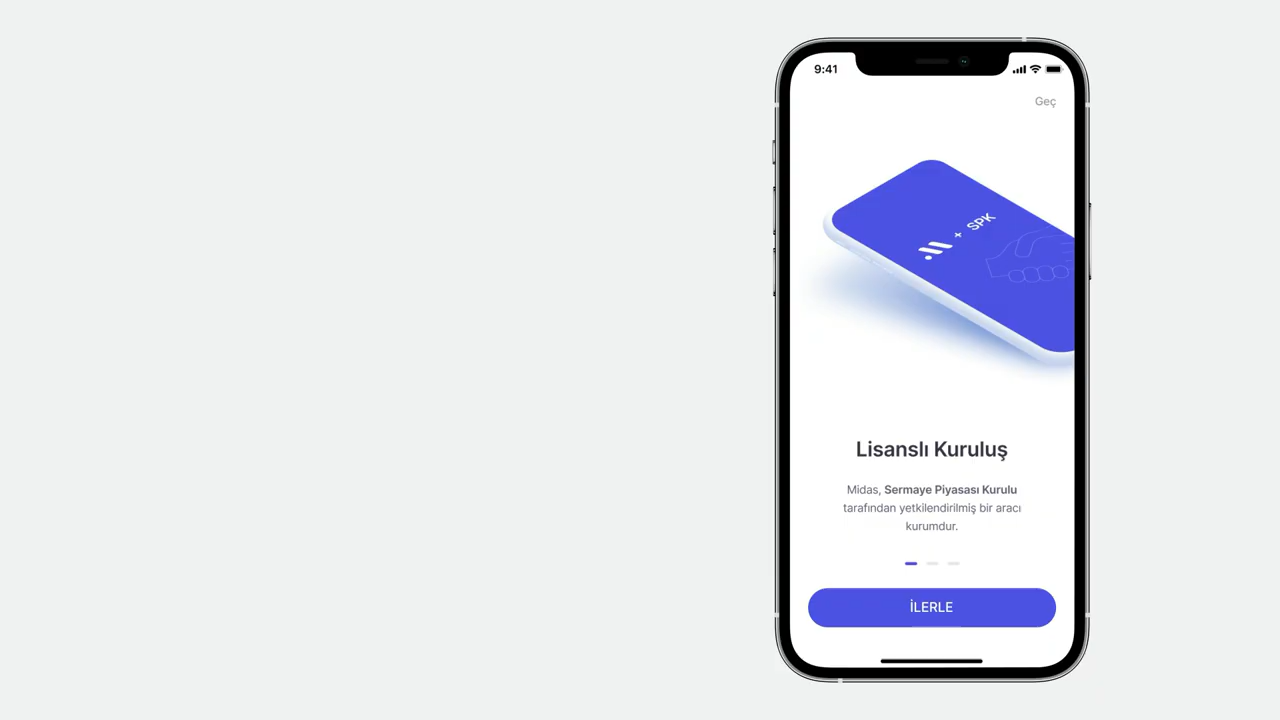 9:41
Geç
+ SPK
Lisanslı Kuruluş
Midas, Sermaye Piyasası Kurulu
tarafından yetkilendirilmiş bir aracı
kurumdur.
İLERLE